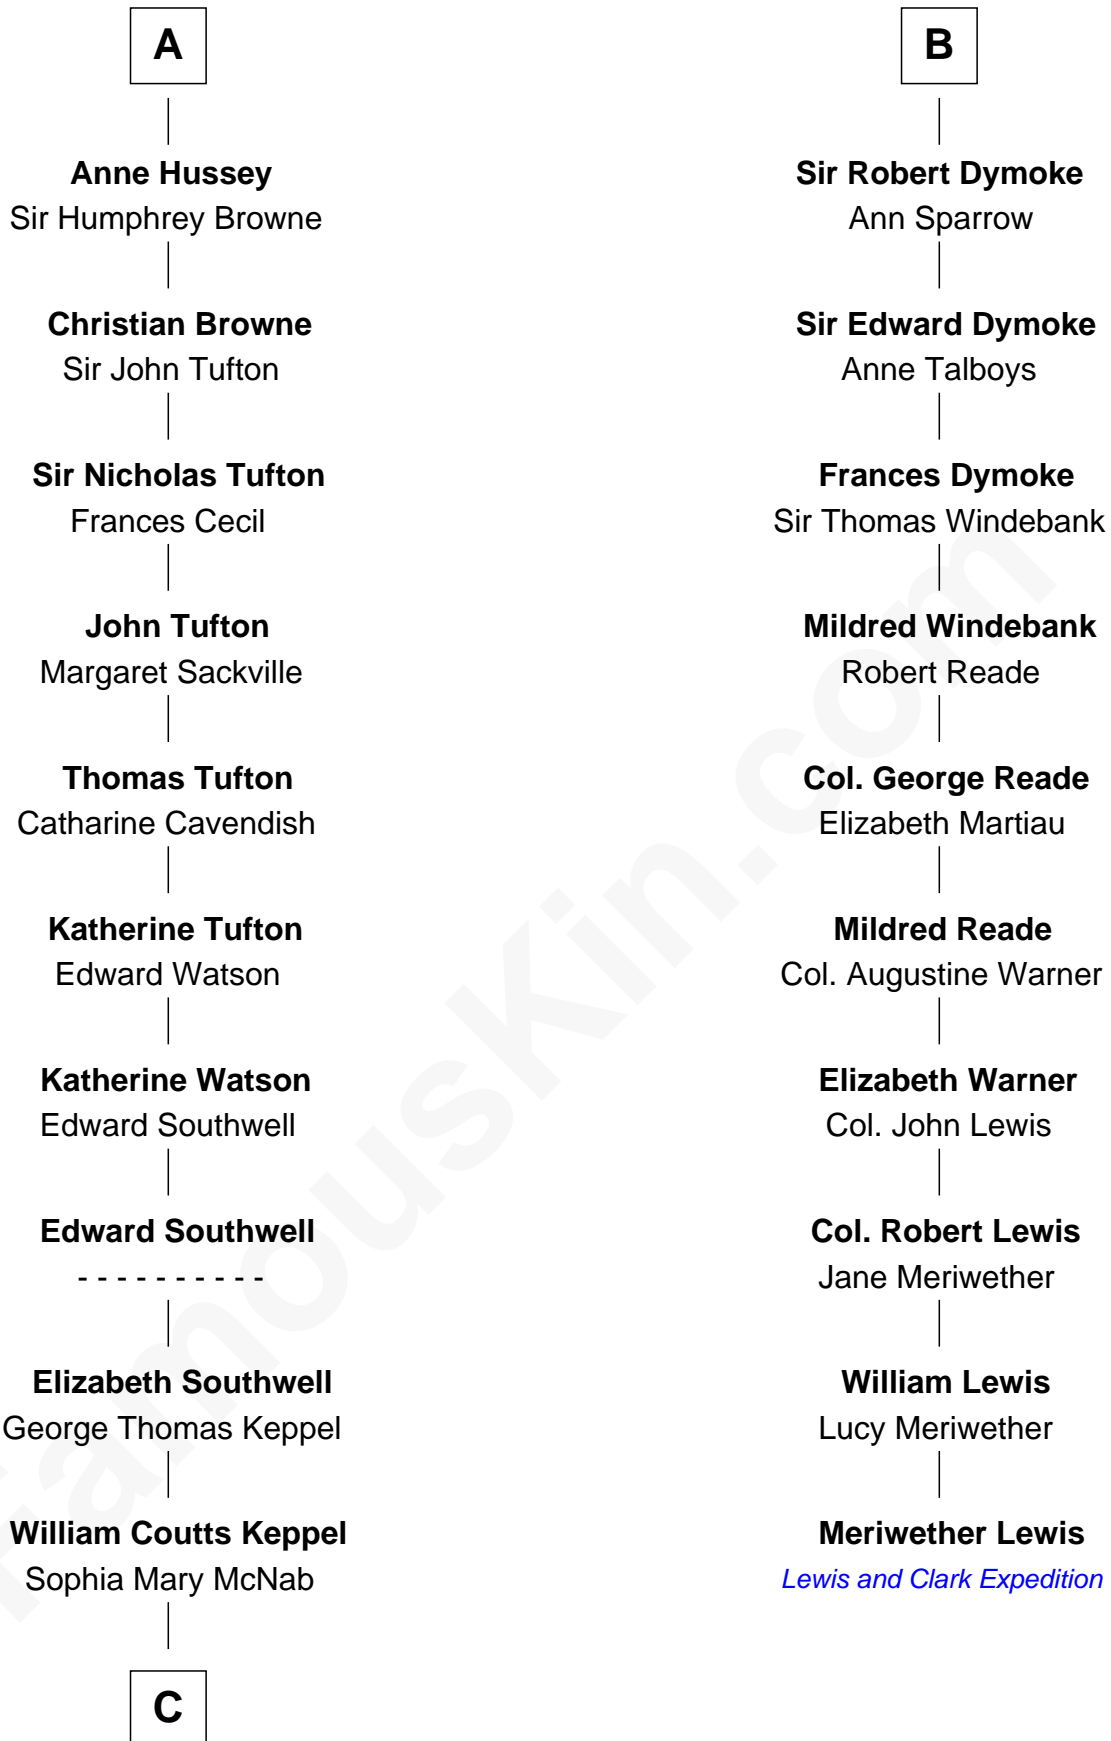 A
Anne Hussey
Sir Humphrey Browne
Christian Browne
Sir John Tufton
Sir Nicholas Tufton
Frances Cecil
John Tufton
Margaret Sackville
Thomas Tufton
Catharine Cavendish
Katherine Tufton
Edward Watson
Katherine Watson
Edward Southwell
Edward Southwell
- - - - - - - - - -
Elizabeth Southwell
George Thomas Keppel
William Coutts Keppel
Sophia Mary McNab
C
B
Sir Robert Dymoke
Ann Sparrow
Sir Edward Dymoke
Anne Talboys
Frances Dymoke
Sir Thomas Windebank
Mildred Windebank
Robert Reade
Col. George Reade
Elizabeth Martiau
Mildred Reade
Col. Augustine Warner
Elizabeth Warner
Col. John Lewis
Col. Robert Lewis
Jane Meriwether
William Lewis
Lucy Meriwether
Meriwether Lewis
Lewis and Clark Expedition
FamousKin.com